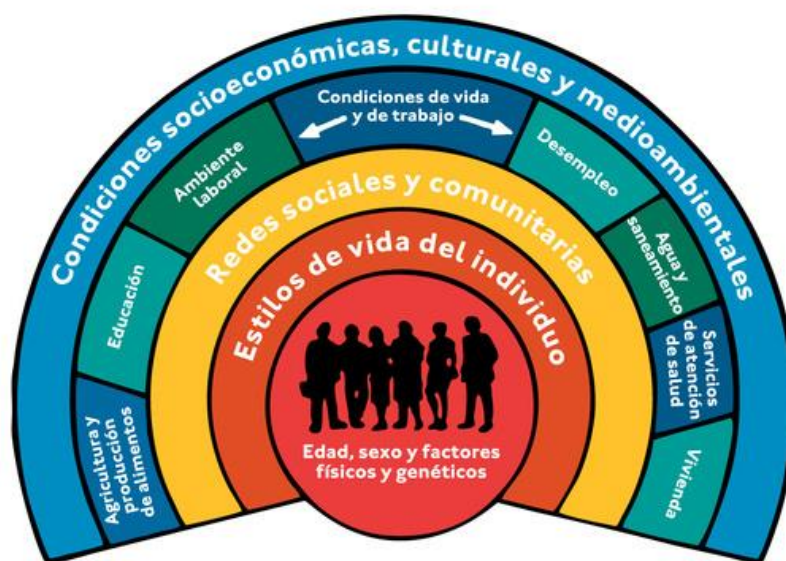 Condiciones socioeconómicas, culturales y medioambientales
Condiciones de vida
y de trabajo
Agricultura y
producción
de alimentos
Educación
Ambiente
laboral
Desempleo
Agua y
saneamiento
Servicios
de atención
de salud
Vivienda
Redes sociales y comunitarias
Estilos de vida del individuo
Edad, sexo y factores
físicos y genéticos